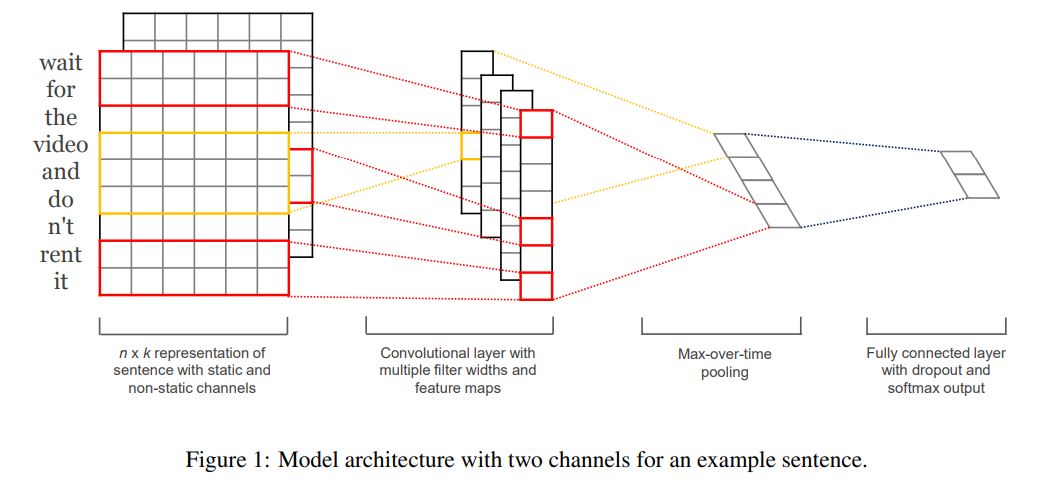 wait
for
the
video
and
do
n't
rent
it
n x k representation of
sentence with static and
non-static channels
Convolutional layer with
multiple filter widths and
feature maps
Max-over-time
pooling
Fully connected layer
with dropout and
softmax output
Figure 1: Model architecture with two channels for an example sentence.